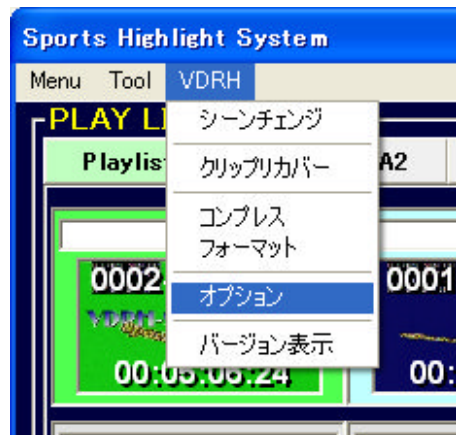 Sports Highlight System
Menu Tool VDRH
PLAY LI
シーンチェンジ
Playlis A2
クリップリカバー
コンプレス
フォーマット
0002 0001
オプション
バージョン表示
00:05:06:24 00: